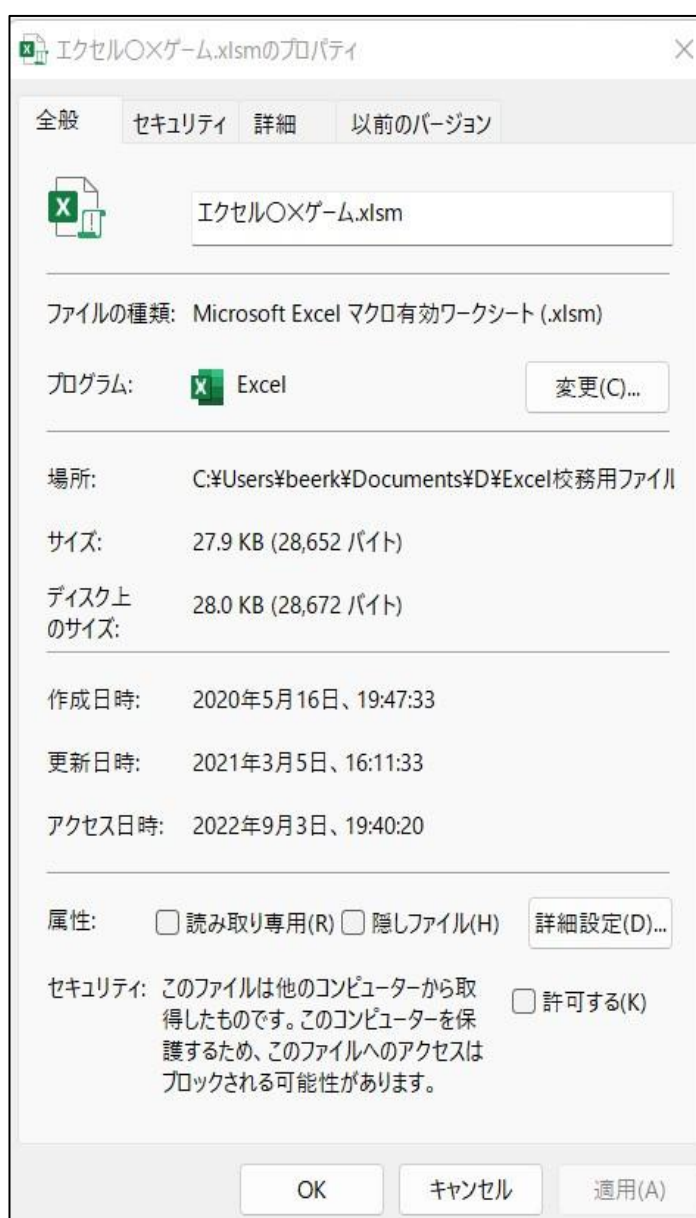 エクセル〇×ゲーム.xlsmのプロパティ
全般 セキュリティ 詳細 以前のバージョン
エクセル〇×ゲーム.xlsm
ファイルの種類: Microsoft Excel マクロ有効ワークシート (.xlsm)
プログラム: Excel 変更(C)...
場所: C:¥Users¥beerk¥Documents¥D¥Excel校務用ファイル
サイズ: 27.9 KB (28,652 バイト)
ディスク上
のサイズ: 28.0 KB (28,672 バイト)
作成日時: 2020年5月16日、19:47:33
更新日時: 2021年3月5日、16:11:33
アクセス日時: 2022年9月3日、19:40:20
属性: 読み取り専用(R) 隠しファイル(H) 詳細設定(D)...
セキュリティ: このファイルは他のコンピューターから取
得したものです。このコンピューターを保
護するため、このファイルへのアクセスは
ブロックされる可能性があります。
許可する(K)
OK キャンセル 適用(A)